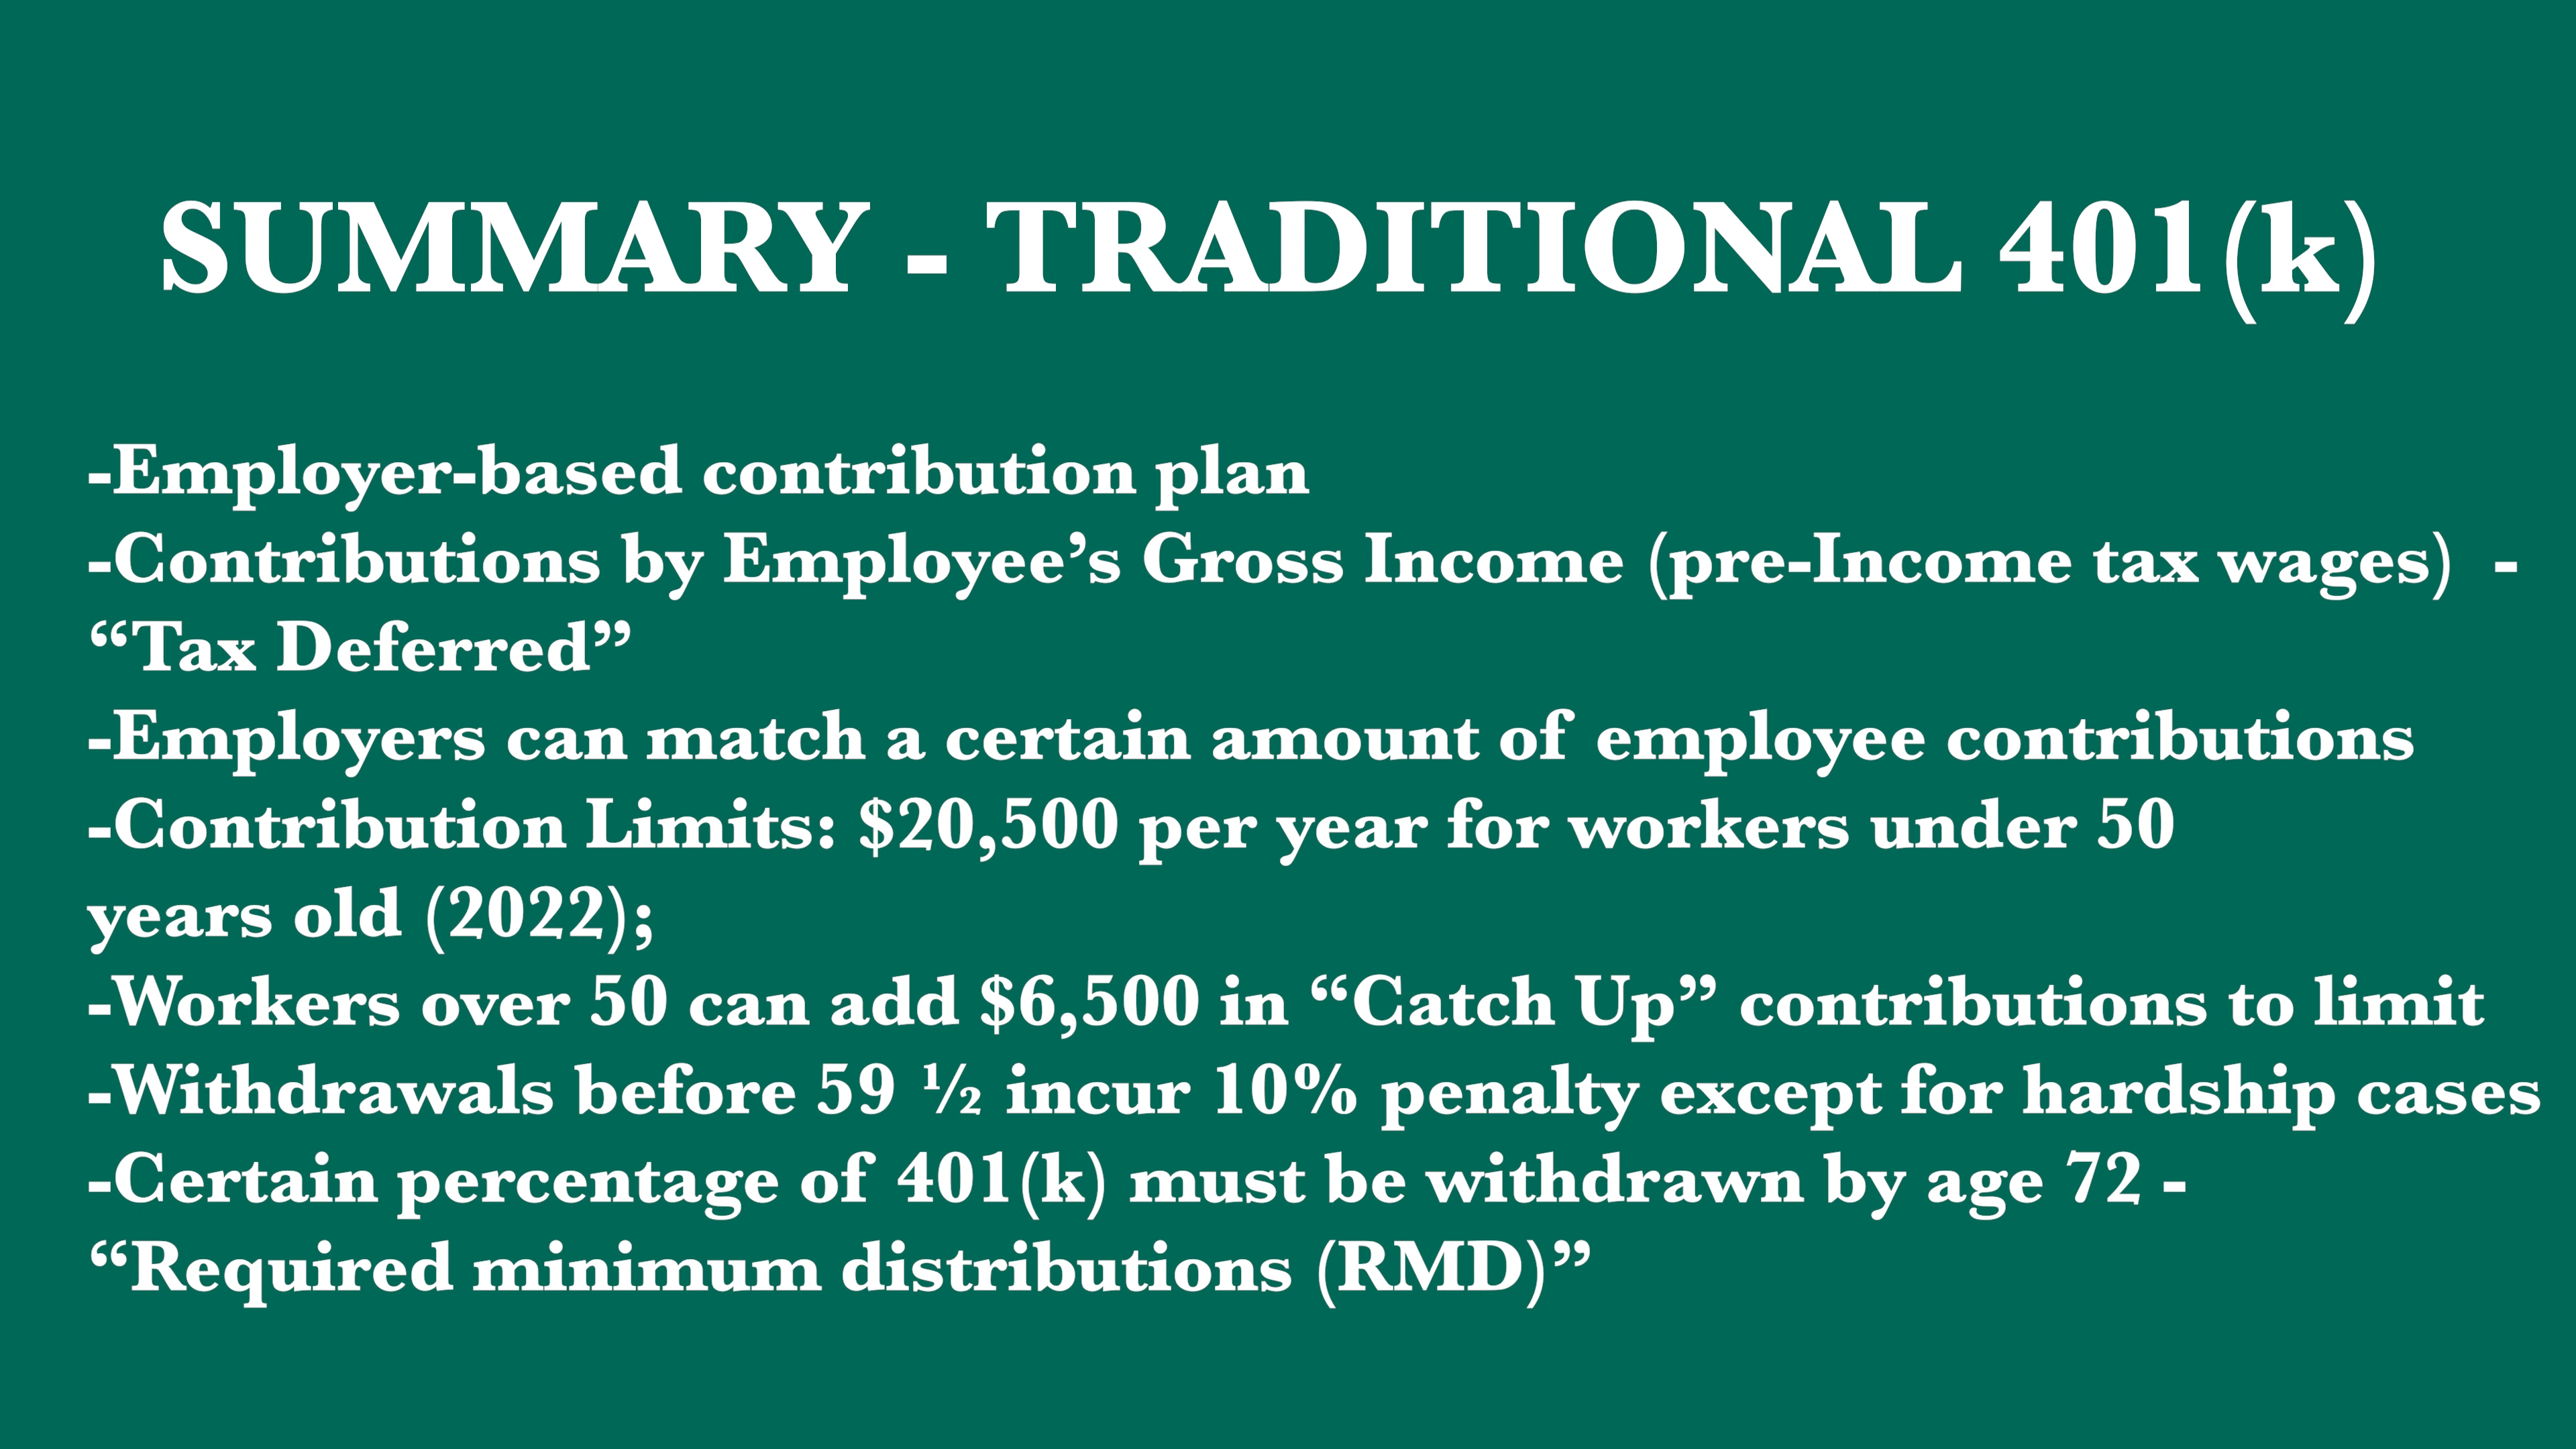 SUMMARY - TRADITIONAL 401(k)
-Employer-based contribution plan
-Contributions by Employee’s Gross Income (pre-Income tax wages)  -
“Tax Deferred”
-Employers can match a certain amount of employee contributions
-Contribution Limits: $20,500 per year for workers under 50
years old (2022);
-Workers over 50 can add $6,500 in “Catch Up” contributions to limit
-Withdrawals before 59 ½ incur 10% penalty except for hardship cases
-Certain percentage of 401(k) must be withdrawn by age 72 -
“Required minimum distributions (RMD)”